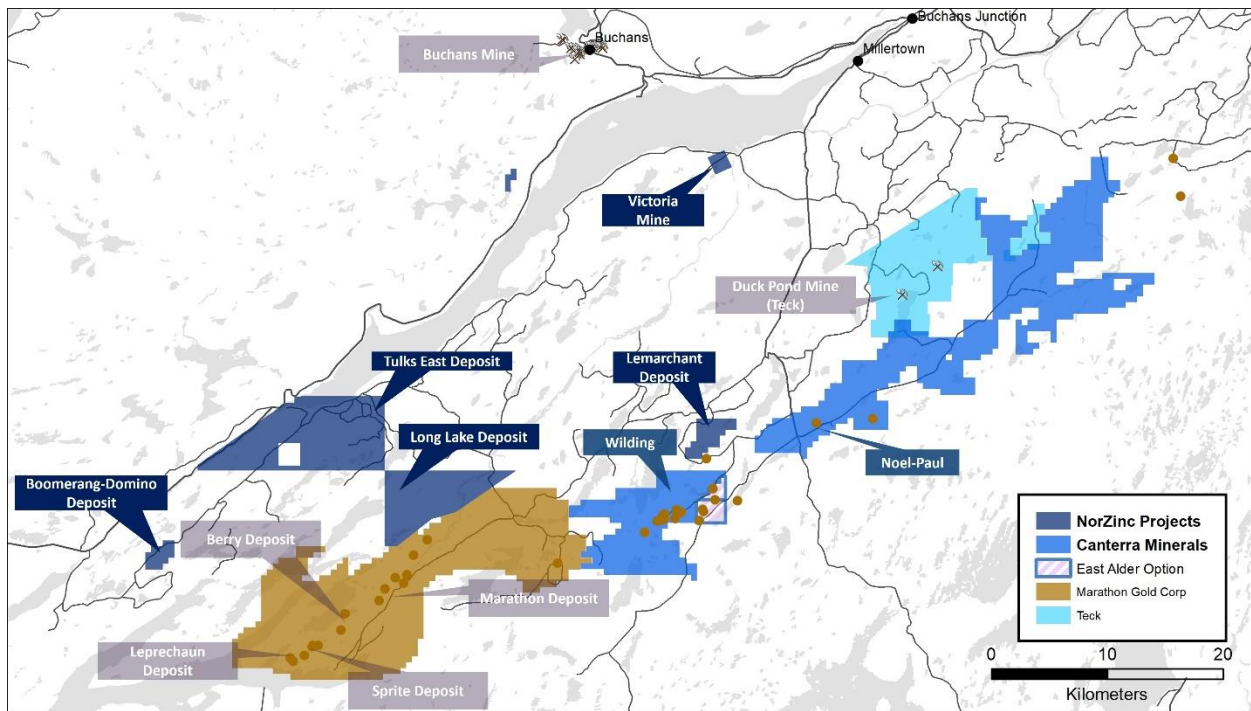 Buchans Junction
Buchans
Millertown
Buchans Mine
Victoria
Mine
Duck Pond Mine
(Teck)
Tulks East Deposit
Lemarchant
Deposit
Long Lake Deposit
Wilding
Noel-Paul
Boomerang-Domino
Deposit
Berry Deposit
Marathon Deposit
Leprechaun
Deposit
Sprite Deposit
NorZinc Projects
Canterra Minerals
East Alder Option
Marathon Gold Corp
Teck
0 10 20
Kilometers